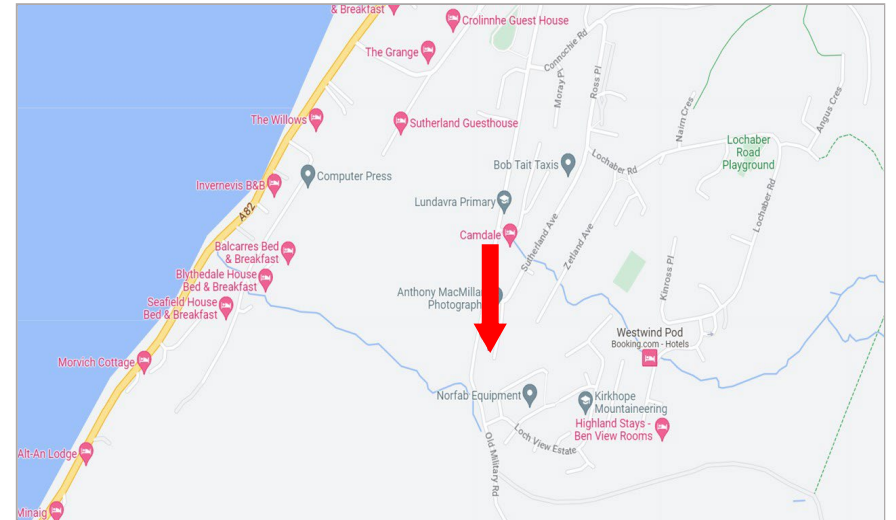 & Breakfast
Crolinnhe Guest House
The Grange
Connochie Rd
Moray Pl
Ross Pl
The Willows
Sutherland Guesthouse
Nairn Cres
Angus Cres
Lochaber
Road
Playground
Bob Tait Taxis
Lochaber Rd
Computer Press
Invernevis B&B
Lundavra Primary
Lochaber Rd
A82
Camdale
Sutherland Ave
Zetland Ave
Balcarres Bed
& Breakfast
Kinross Pl
Blythedale House
Bed & Breakfast
Anthony MacMilla
Photograph
Seafield House
Bed & Breakfast
Westwind Pod
Booking.com - Hotels
Morvich Cottage
Norfab Equipment
Kirkhope
Mountaineering
Highland Stays -
Ben View Rooms
Loch View Estate
Old Military Rd
Alt-An Lodge
Minaig